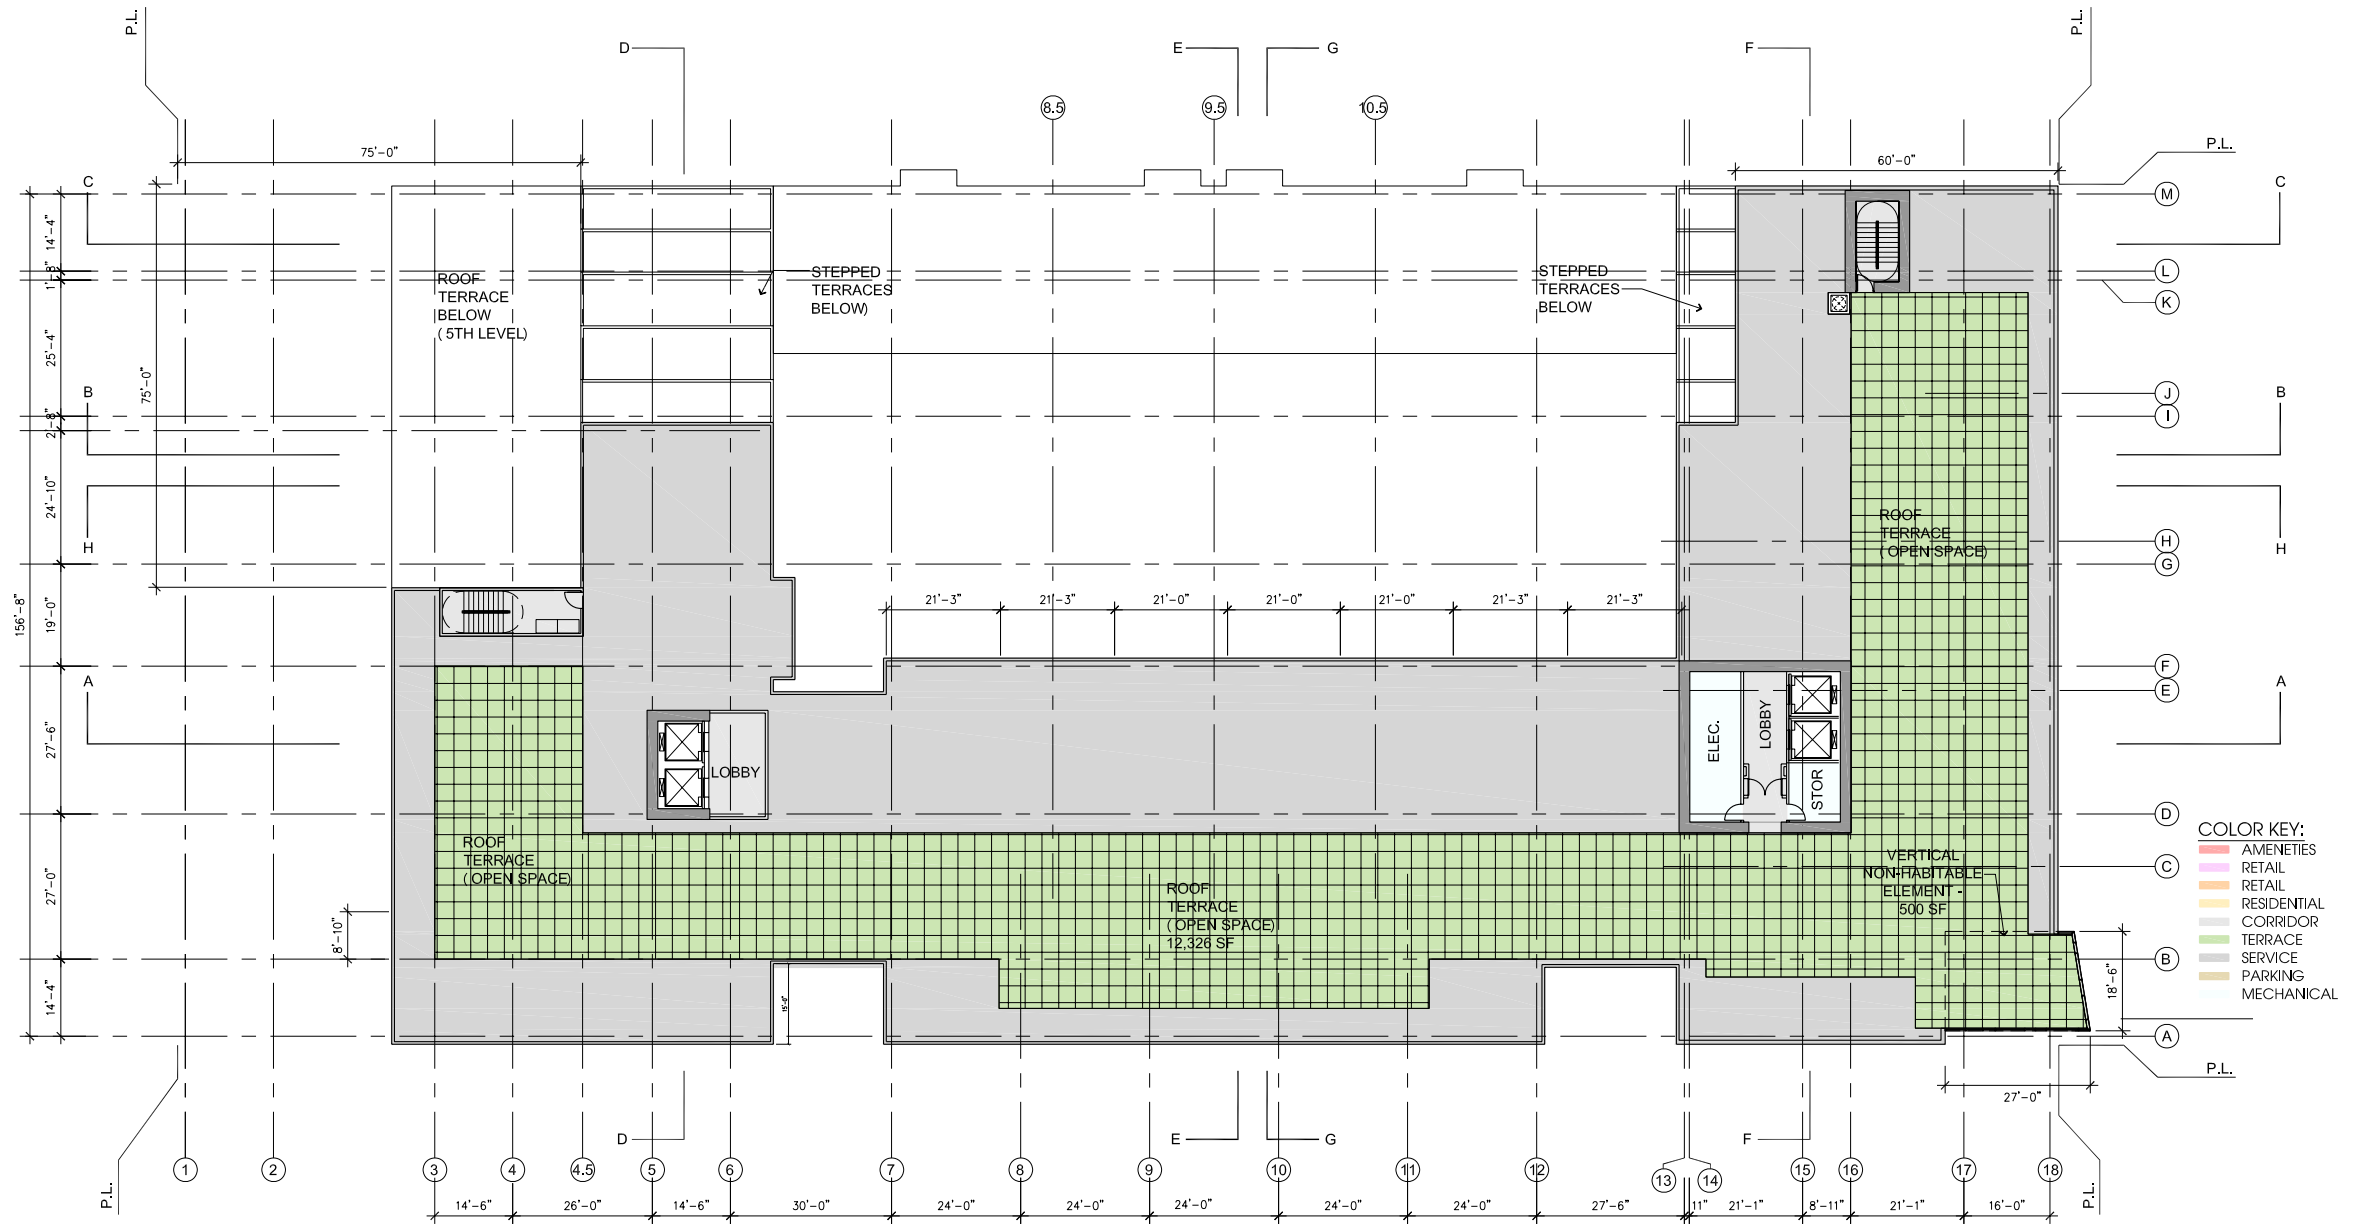 P.L.
P.L.
D
E
G
F
8.5
9.5
10.5
75'-0"
60'-0"
P.L.
C
C
M
14'-4"
L
1'-8"
K
ROOF
TERRACE
BELOW
( 5TH LEVEL)
STEPPED
TERRACES
BELOW)
STEPPED
TERRACES
BELOW
25'-4"
75'-0"
B
B
J
I
2'-8"
24'-10"
ROOF
TERRACE
( OPEN SPACE)
H
H
H
G
156'-8"
19'-0"
21'-3"
21'-3"
21'-0"
21'-0"
21'-0"
21'-3"
21'-3"
F
A
A
E
27'-6"
LOBBY
ELEC.
LOBBY
STOR
D
ROOF
TERRACE
( OPEN SPACE)
27'-0"
8'-10"
ROOF
TERRACE
( OPEN SPACE)
12,326 SF
VERTICAL
NON-HABITABLE
ELEMENT -
500 SF
C
COLOR KEY:
AMENETIES
RETAIL
RETAIL
RESIDENTIAL
CORRIDOR
TERRACE
SERVICE
PARKING
MECHANICAL
B
14'-4"
15'-0"
18'-6"
A
P.L.
27'-0"
D
E
G
F
1
2
3
4
4.5
5
6
7
8
9
10
11
12
13
14
15
16
17
18
P.L.
P.L.
14'-6"
26'-0"
14'-6"
30'-0"
24'-0"
24'-0"
24'-0"
24'-0"
24'-0"
27'-6"
11"
21'-1"
8'-11"
21'-1"
16'-0"